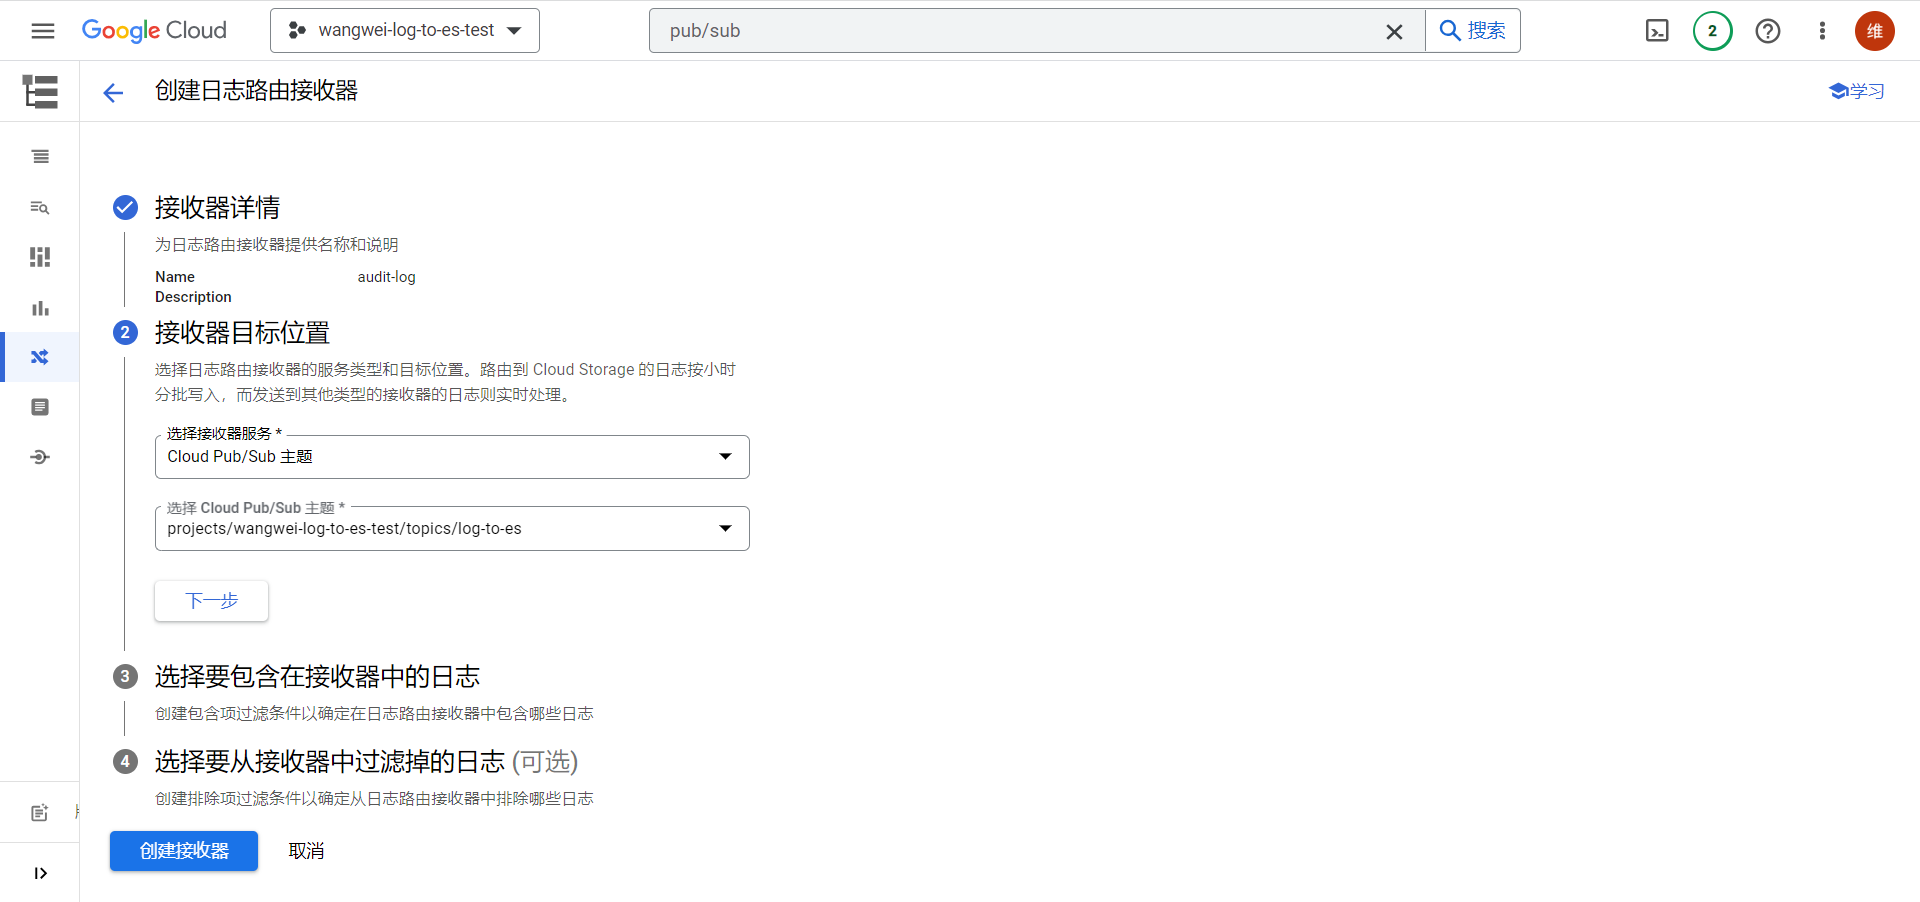 Google Cloud
wangwei-log-to-es-test
pub/sub
搜索
2
维
创建日志路由接收器
学习
接收器详情
为日志路由接收器提供名称和说明
Name audit-log
Description
2 接收器目标位置
选择日志路由接收器的服务类型和目标位置。路由到 Cloud Storage 的日志按小时
分批写入，而发送到其他类型的接收器的日志则实时处理。
选择接收器服务 *
Cloud Pub/Sub 主题
选择 Cloud Pub/Sub 主题 *
projects/wangwei-log-to-es-test/topics/log-to-es
下一步
3 选择要包含在接收器中的日志
创建包含项过滤条件以确定在日志路由接收器中包含哪些日志
4 选择要从接收器中过滤掉的日志 (可选)
创建排除项过滤条件以确定从日志路由接收器中排除哪些日志
创建接收器 取消